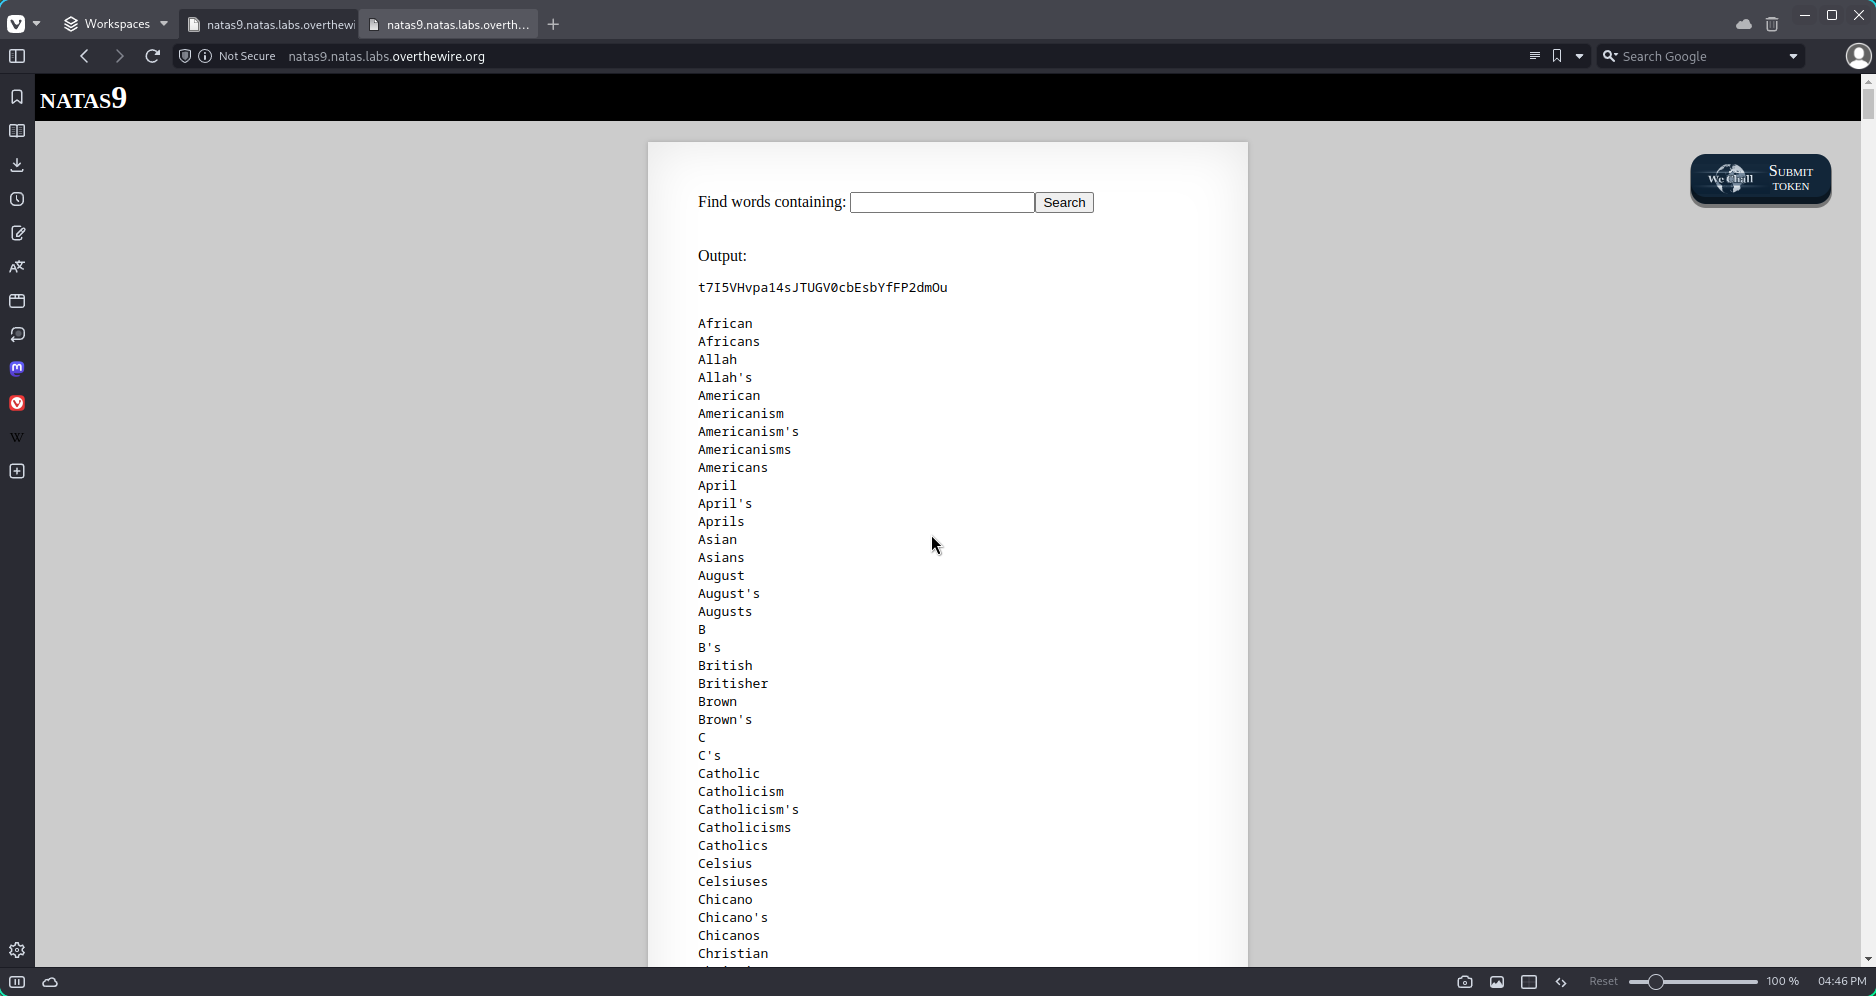 Workspaces
natas9.natas.labs.overthewi
natas9.natas.labs.overth...
Not Secure natas9.natas.labs.overthewire.org
Search Google
NATAS9
We Chall
SUBMIT TOKEN
Find words containing: Search
Output:
t7I5VHvpa14sJTUGV0cbEsbYfFP2dmOu
African
Africans
Allah
Allah's
American
Americanism
Americanism's
Americanisms
Americans
April
April's
Aprils
Asian
Asians
August
August's
Augusts
B
B's
British
Britisher
Brown
Brown's
C
C's
Catholic
Catholicism
Catholicism's
Catholicisms
Catholics
Celsius
Celsiuses
Chicano
Chicano's
Chicanos
Christian
Reset 100 % 04:46 PM